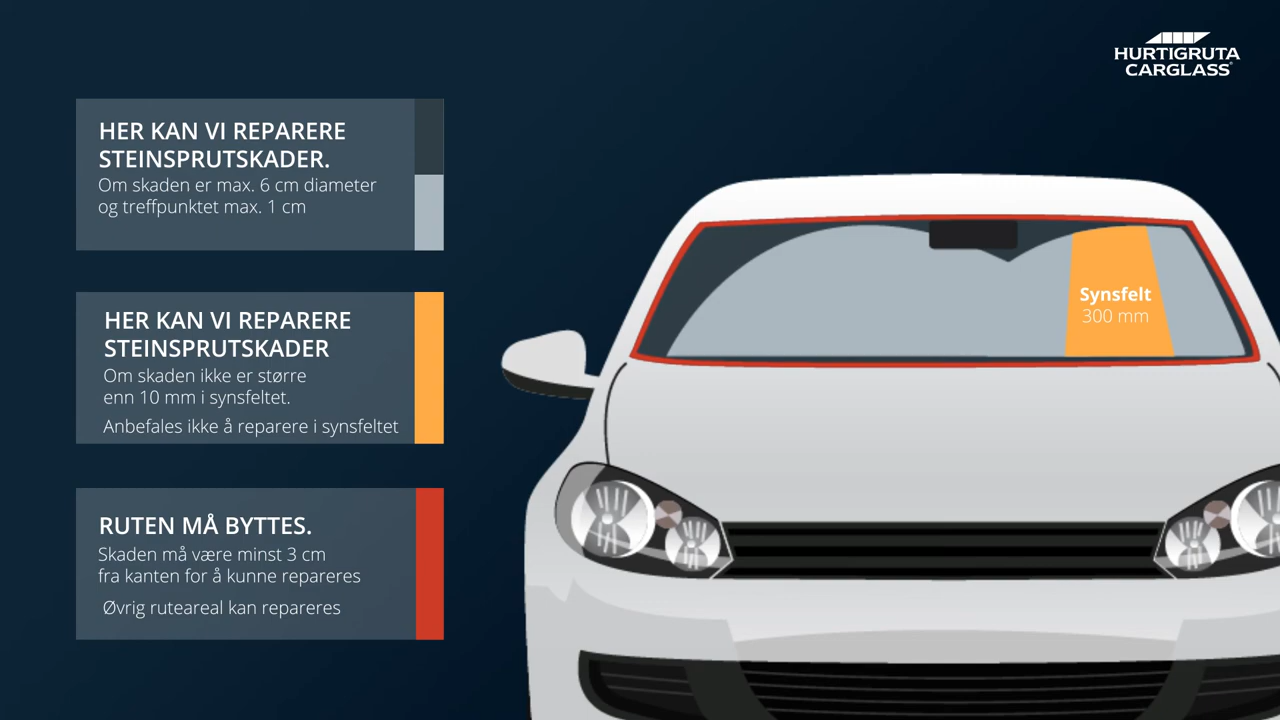 HURTIGRUTA
CARGLASS
HER KAN VI REPARERE
STEINSPRUTSKADER.
Om skaden er max. 6 cm diameter
og treffpunktet max. 1 cm
HER KAN VI REPARERE
STEINSPRUTSKADER
Om skaden ikke er større
enn 10 mm i synsfeltet.
Anbefales ikke å reparere i synsfeltet
RUTEN MÅ BYTTES.
Skaden må være minst 3 cm
fra kanten for å kunne repareres
Øvrig ruteareal kan repareres
Synsfelt
300 mm